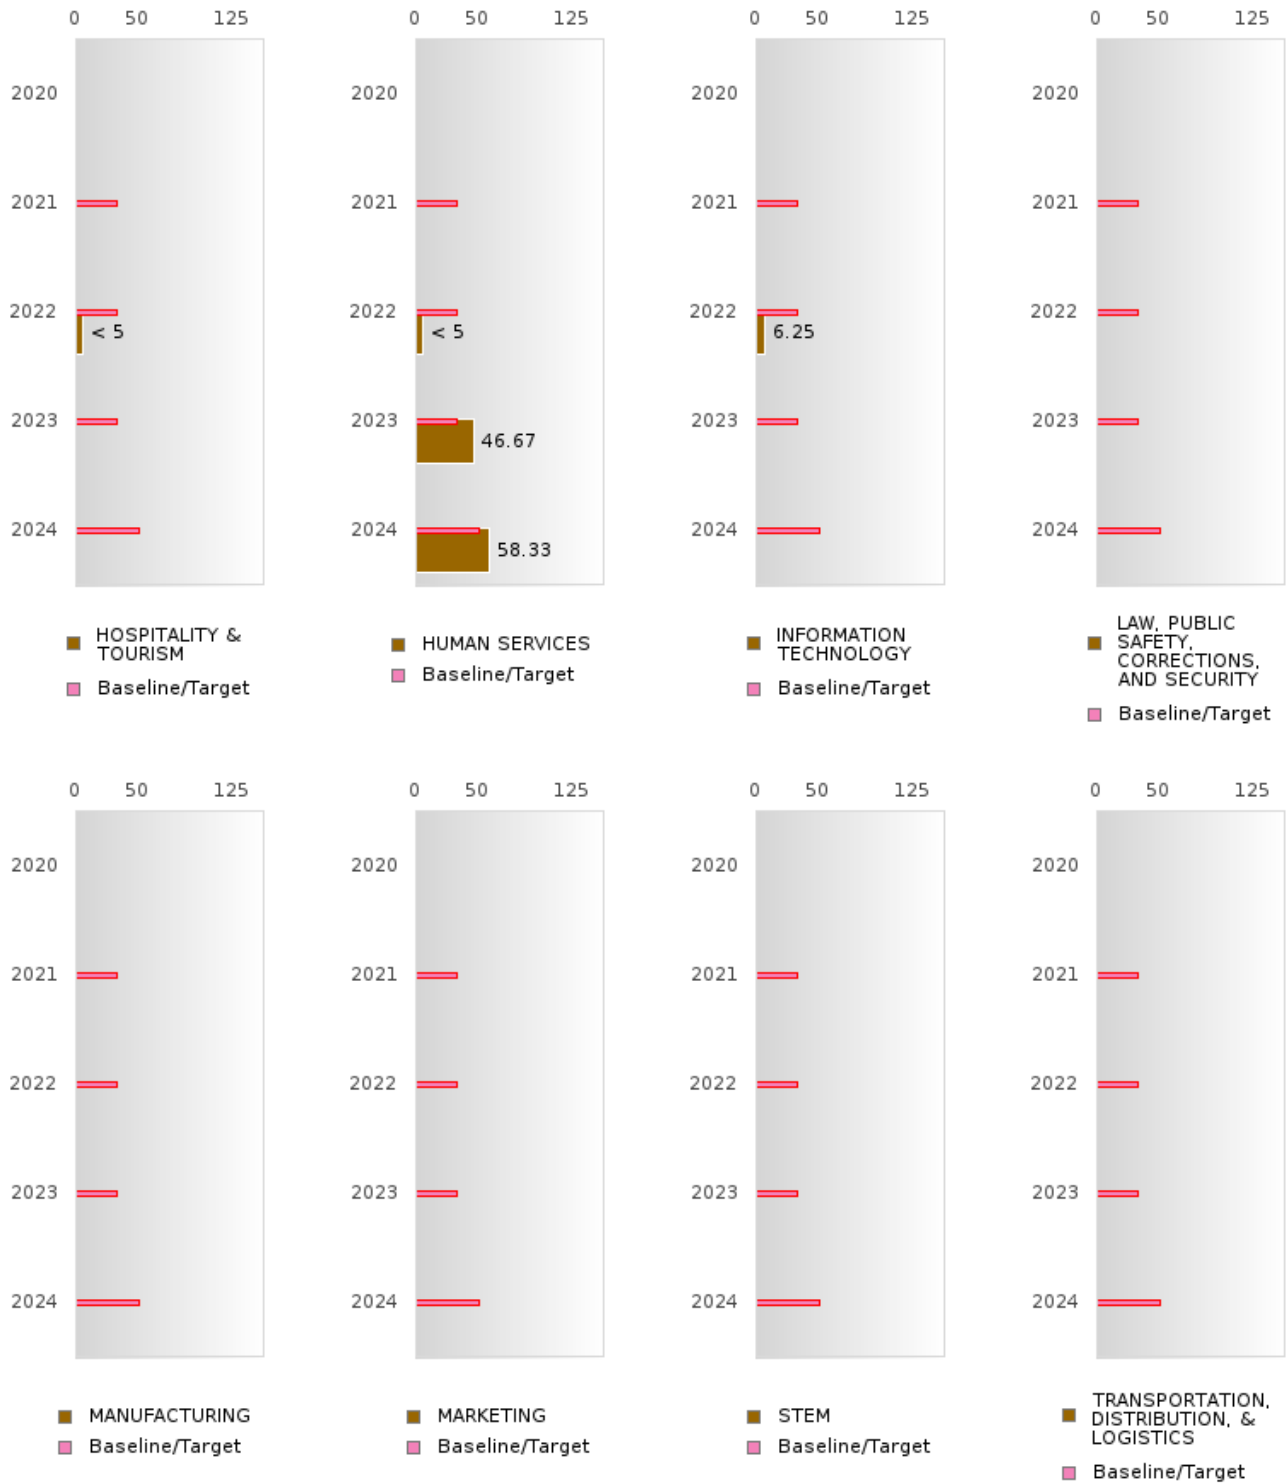 0 50 125 0 50 125 0 50 125 0 50 125
2020 2020 2020 2020
2021 2021 2021 2021
2022 2022 2022 2022
< 5 < 5 6.25
2023 2023 2023 2023
46.67
2024 2024 2024 2024
58.33
HOSPITALITY &
TOURISM
Baseline/Target
HUMAN SERVICES
Baseline/Target
INFORMATION
TECHNOLOGY
Baseline/Target
LAW, PUBLIC
SAFETY,
CORRECTIONS,
AND SECURITY
Baseline/Target
0 50 125 0 50 125 0 50 125 0 50 125
2020 2020 2020 2020
2021 2021 2021 2021
2022 2022 2022 2022
2023 2023 2023 2023
2024 2024 2024 2024
MANUFACTURING
Baseline/Target
MARKETING
Baseline/Target
STEM
Baseline/Target
TRANSPORTATION,
DISTRIBUTION, &
LOGISTICS
Baseline/Target